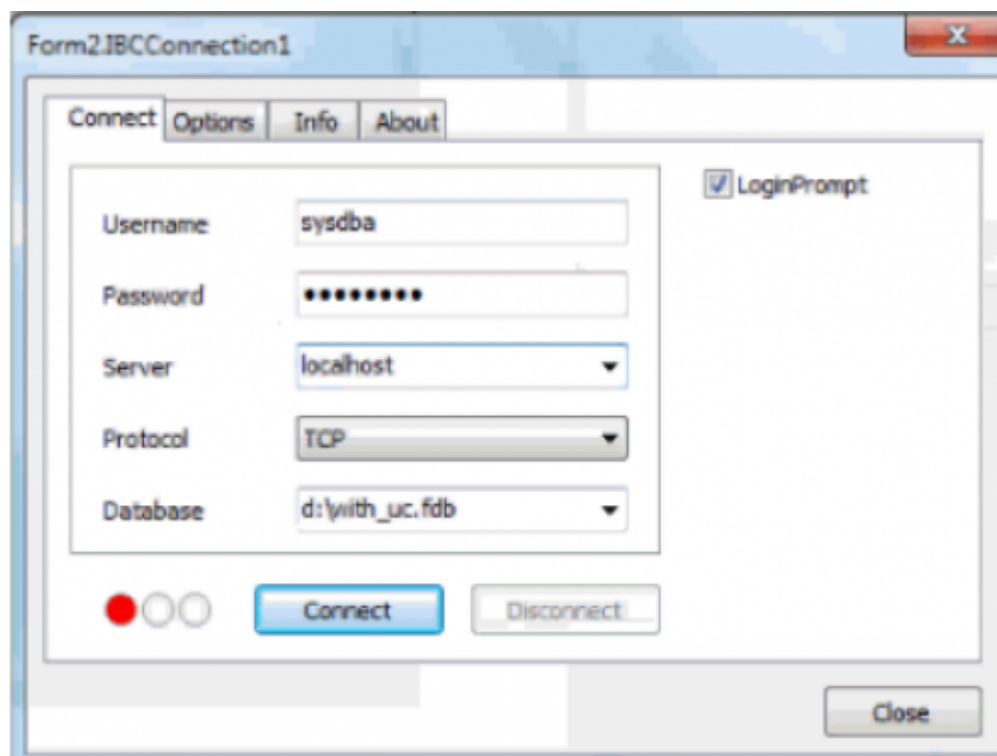 Form2.IBCConnection1
Connect Options Info About
LoginPrompt
Username sysdba
Password ••••••••
Server localhost
Protocol TCP
Database d:\with_uc.fdb
Connect Disconnect
Close